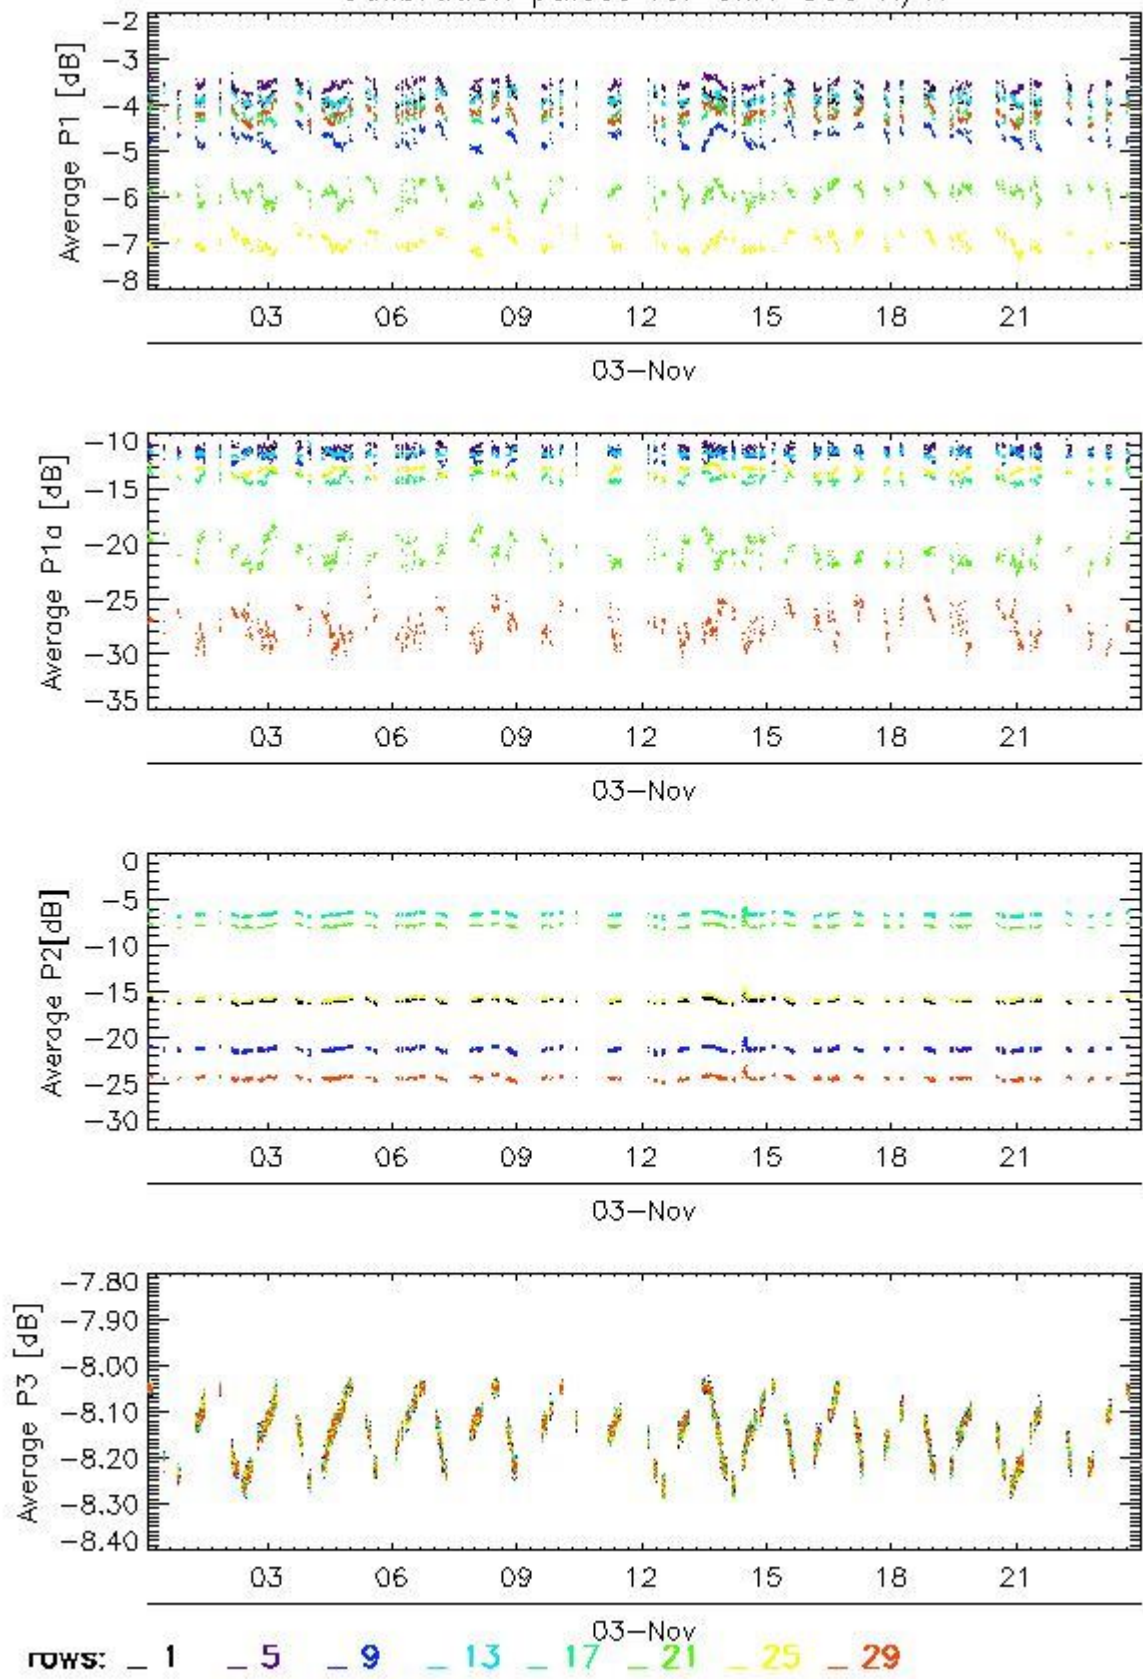 -2
-3
-4
-5
-6
-7
-8
Average P1 [dB]
03 06 09 12 15 18 21
03-Nov
-10
-15
-20
-25
-30
-35
Average P1a [dB]
03 06 09 12 15 18 21
03-Nov
0
-5
-10
-15
-20
-25
-30
Average P2[dB]
03 06 09 12 15 18 21
03-Nov
-7.80
-7.90
-8.00
-8.10
-8.20
-8.30
-8.40
Average P3 [dB]
03 06 09 12 15 18 21
03-Nov
rows: _ 1 _ 5 _ 9 _ 13 _ 17 _ 21 _ 25 _ 29